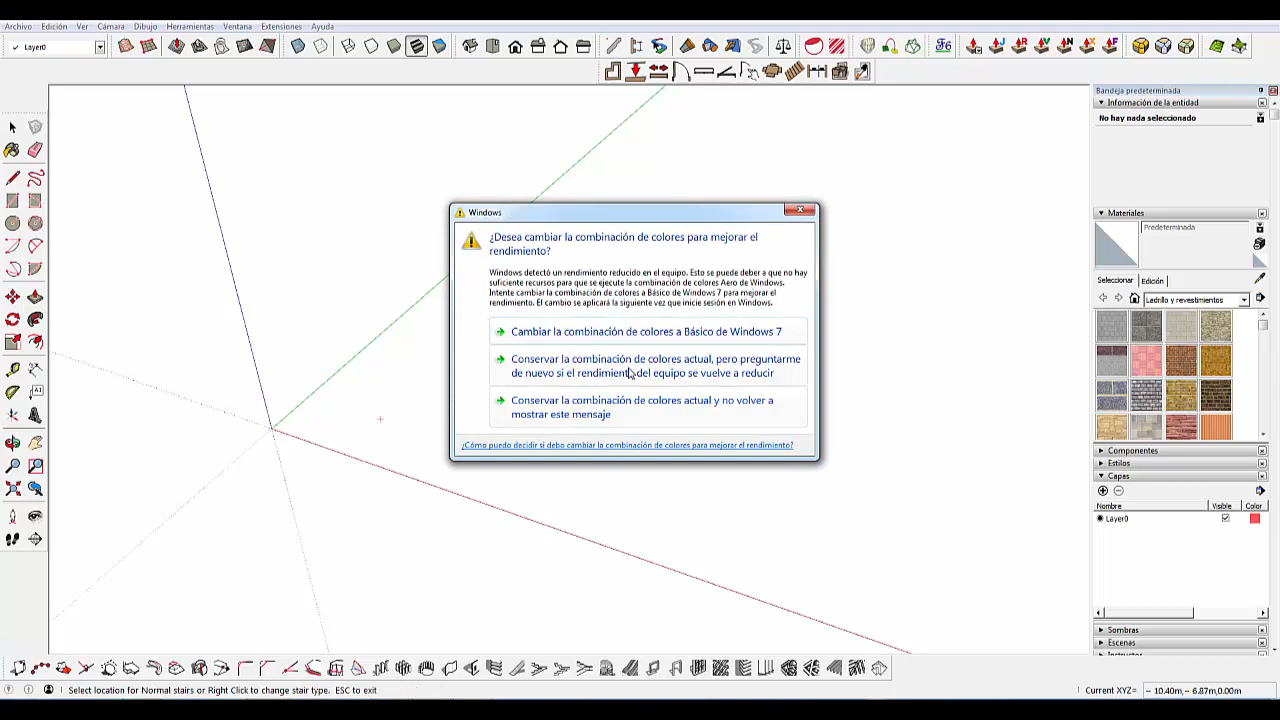 Archivo Edición Ver Cámara Dibujo Herramientas Ventana Extensiones Ayuda
Layer0
Bandeja predeterminada
Información de la entidad
No hay nada seleccionado
Materiales
Predeterminada
Seleccionar Edición
Ladrillo y revestimientos
Componentes
Estilos
Capas
Nombre Visible Color
Layer0
Sombras
Escenas
Windows
¿Desea cambiar la combinación de colores para mejorar el
rendimiento?
Windows detectó un rendimiento reducido en el equipo. Esto se puede deber a que no hay
suficiente recursos para que se ejecute la combinación de colores Aero de Windows.
Intente cambiar la combinación de colores a Básico de Windows 7 para mejorar el
rendimiento. El cambio se aplicará la siguiente vez que inicie sesión en Windows.
Cambiar la combinación de colores a Básico de Windows 7
Conservar la combinación de colores actual, pero preguntarme
de nuevo si el rendimiento del equipo se vuelve a reducir
Conservar la combinación de colores actual y no volver a
mostrar este mensaje
¿Cómo puedo decidir si debo cambiar la combinación de colores para mejorar el rendimiento?
Select location for Normal stairs or Right Click to change stair type. ESC to exit
Current XYZ= ~ 10.40m,~ 6.87m,0.00m